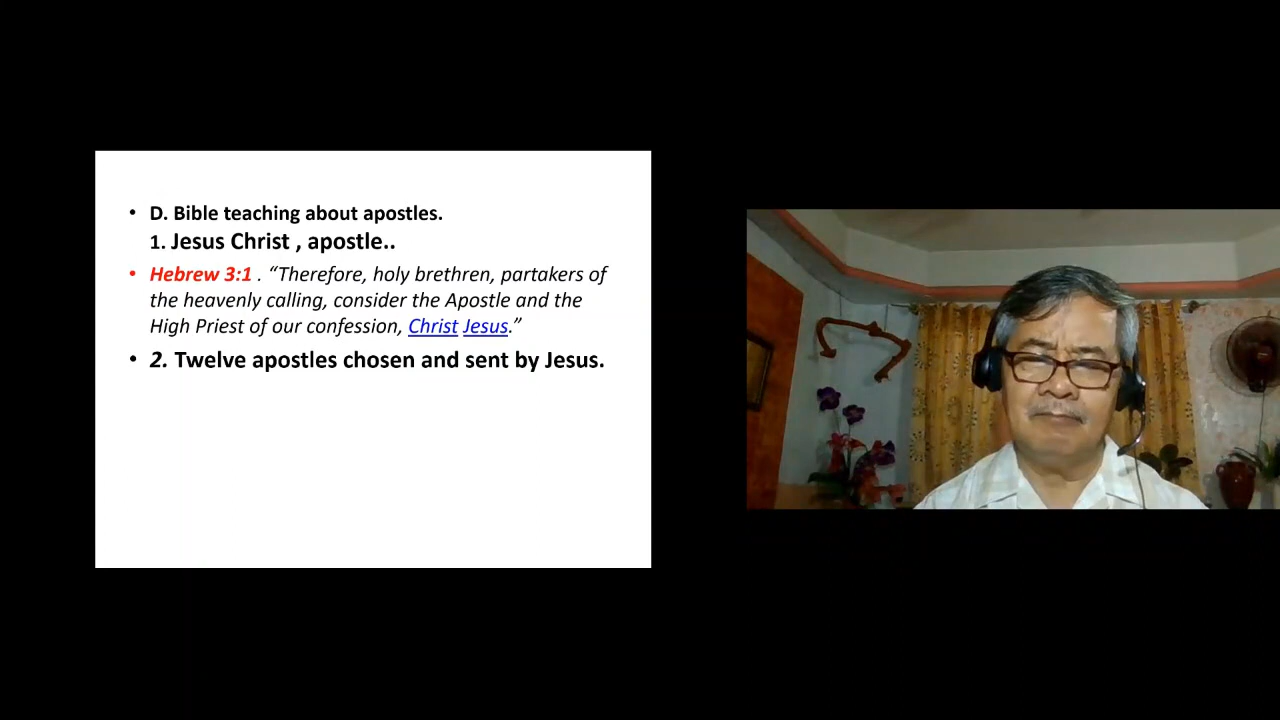 • D. Bible teaching about apostles.
1. Jesus Christ , apostle..
• Hebrew 3:1 . “Therefore, holy brethren, partakers of
the heavenly calling, consider the Apostle and the
High Priest of our confession, Christ Jesus.”
• 2. Twelve apostles chosen and sent by Jesus.